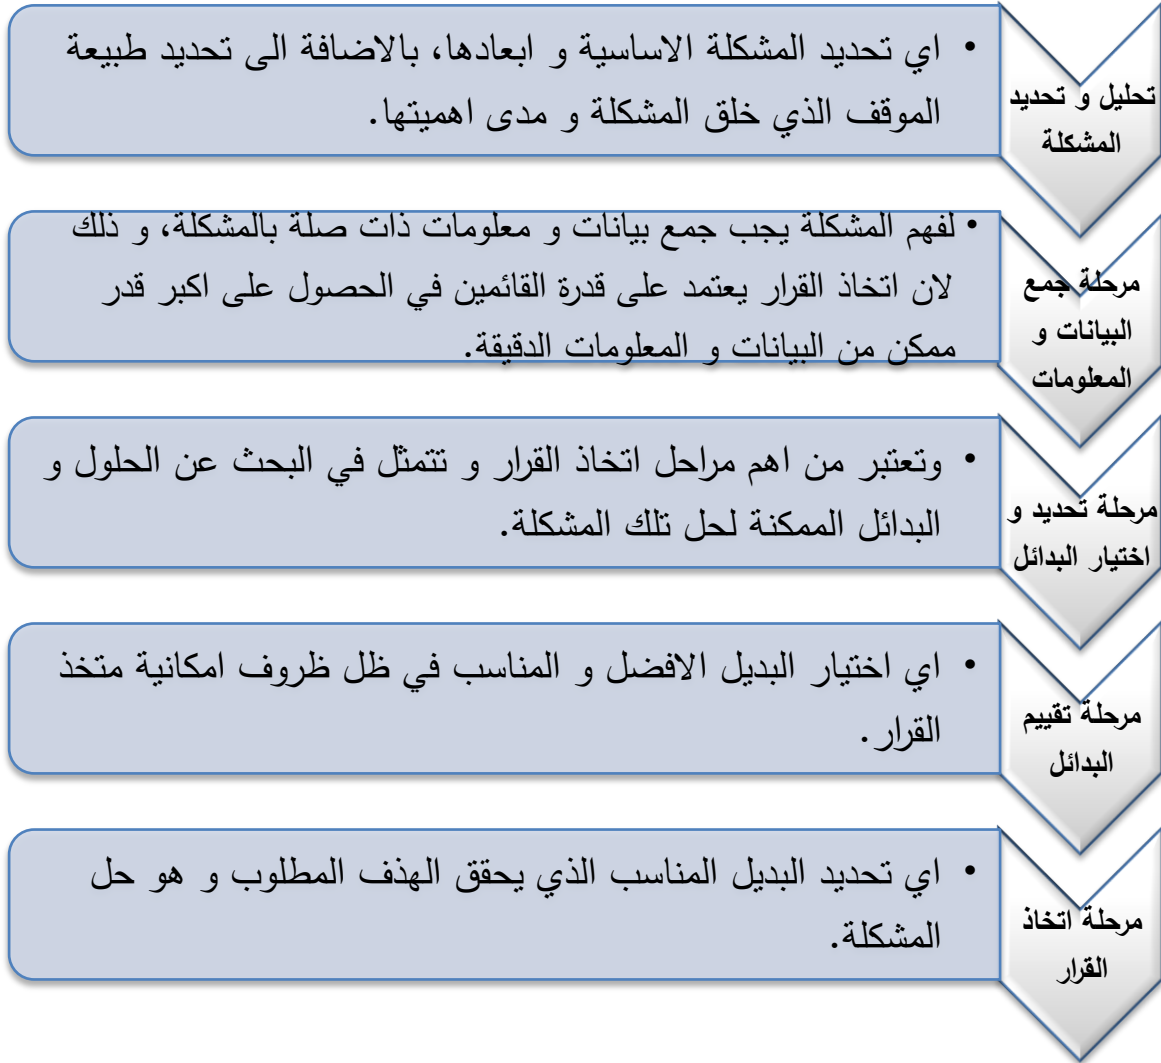 تحليل و تحديد
المشكلة
• اي تحديد المشكلة الاساسية و ابعادها، بالاضافة الى تحديد طبيعة
الموقف الذي خلق المشكلة و مدى اهميتها.
مرحلة جمع
البيانات و
المعلومات
• لفهم المشكلة يجب جمع بيانات و معلومات ذات صلة بالمشكلة، و ذلك
لان اتخاذ القرار يعتمد على قدرة القائمين في الحصول على اكبر قدر
ممكن من البيانات و المعلومات الدقيقة.
مرحلة تحديد و
اختيار البدائل
• وتعتبر من اهم مراحل اتخاذ القرار و تتمثل في البحث عن الحلول و
البدائل الممكنة لحل تلك المشكلة.
مرحلة تقييم
البدائل
• اي اختيار البديل الافضل و المناسب في ظل ظروف امكانية متخذ
القرار.
مرحلة اتخاذ
القرار
• اي تحديد البديل المناسب الذي يحقق الهذف المطلوب و هو حل
المشكلة.